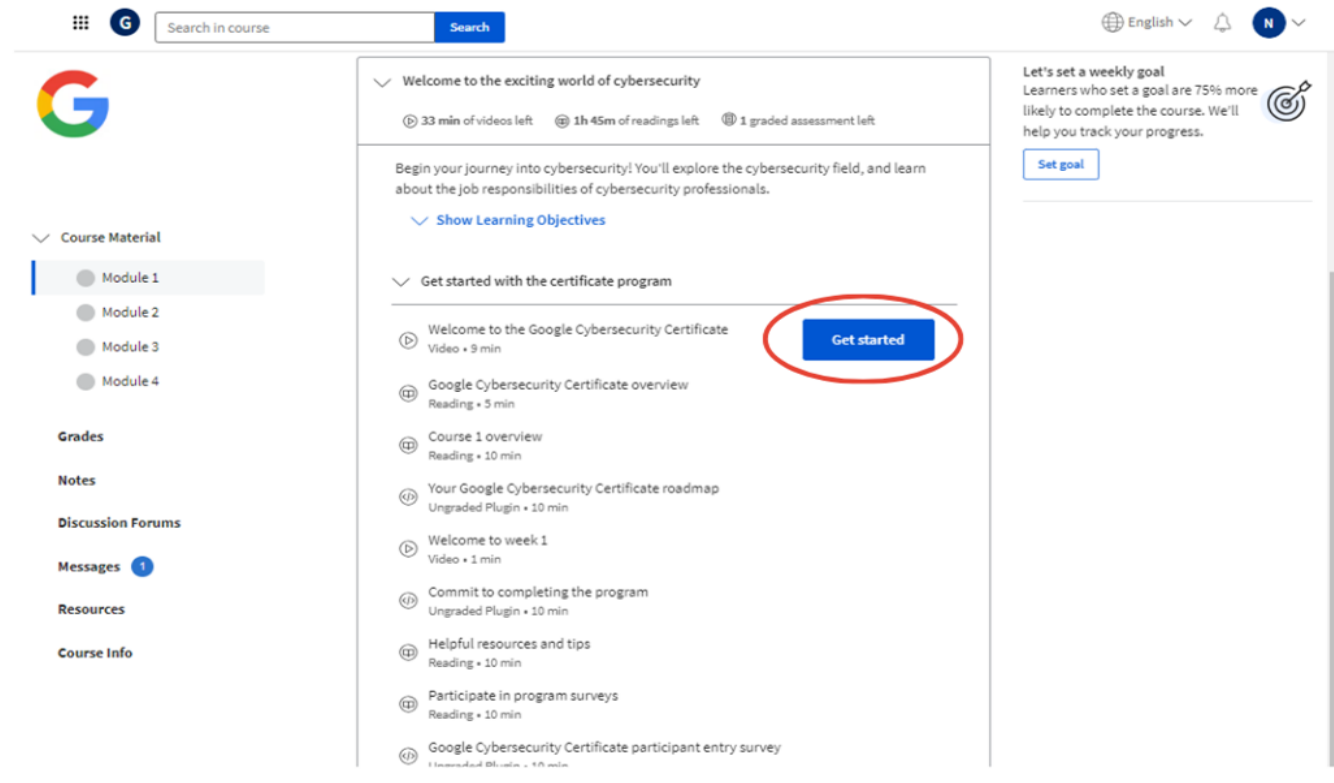 G
Search in course
Search
English
N
Welcome to the exciting world of cybersecurity
33 min of videos left
1h 45m of readings left
1 graded assessment left
Begin your journey into cybersecurity! You'll explore the cybersecurity field, and learn
about the job responsibilities of cybersecurity professionals.
Show Learning Objectives
Let's set a weekly goal
Learners who set a goal are 75% more
likely to complete the course. We'll
help you track your progress.
Set goal
Course Material
Module 1
Module 2
Module 3
Module 4
Grades
Notes
Discussion Forums
Messages 1
Resources
Course Info
Get started with the certificate program
Welcome to the Google Cybersecurity Certificate
Video • 9 min
Get started
Google Cybersecurity Certificate overview
Reading • 5 min
Course 1 overview
Reading • 10 min
Your Google Cybersecurity Certificate roadmap
Ungraded Plugin • 10 min
Welcome to week 1
Video • 1 min
Commit to completing the program
Ungraded Plugin • 10 min
Helpful resources and tips
Reading • 10 min
Participate in program surveys
Reading • 10 min
Google Cybersecurity Certificate participant entry survey
Ungraded Plugin • 10 min